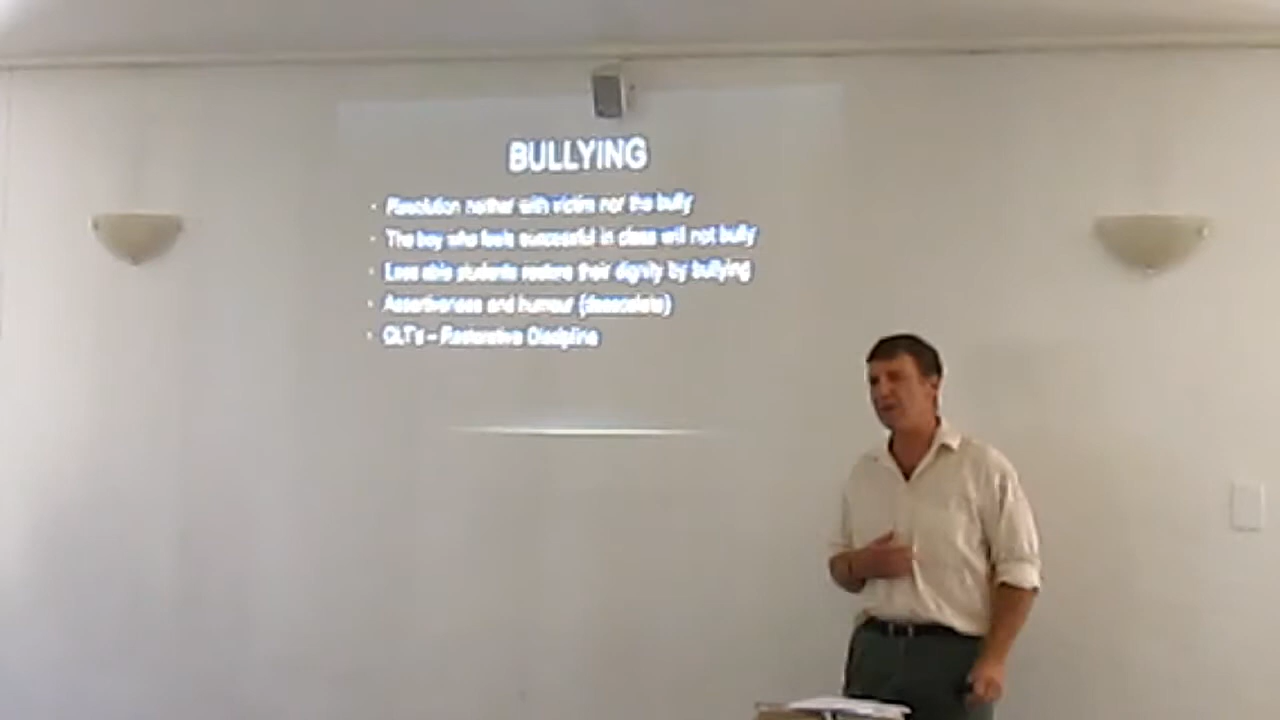 BULLYING
• Resolution neither with victim nor the bully
• The boy who feels successful in class will not bully
• Less able students restore their dignity by bullying
• Assertiveness and humour (deescalate)
• QLT's – Restorative Discipline